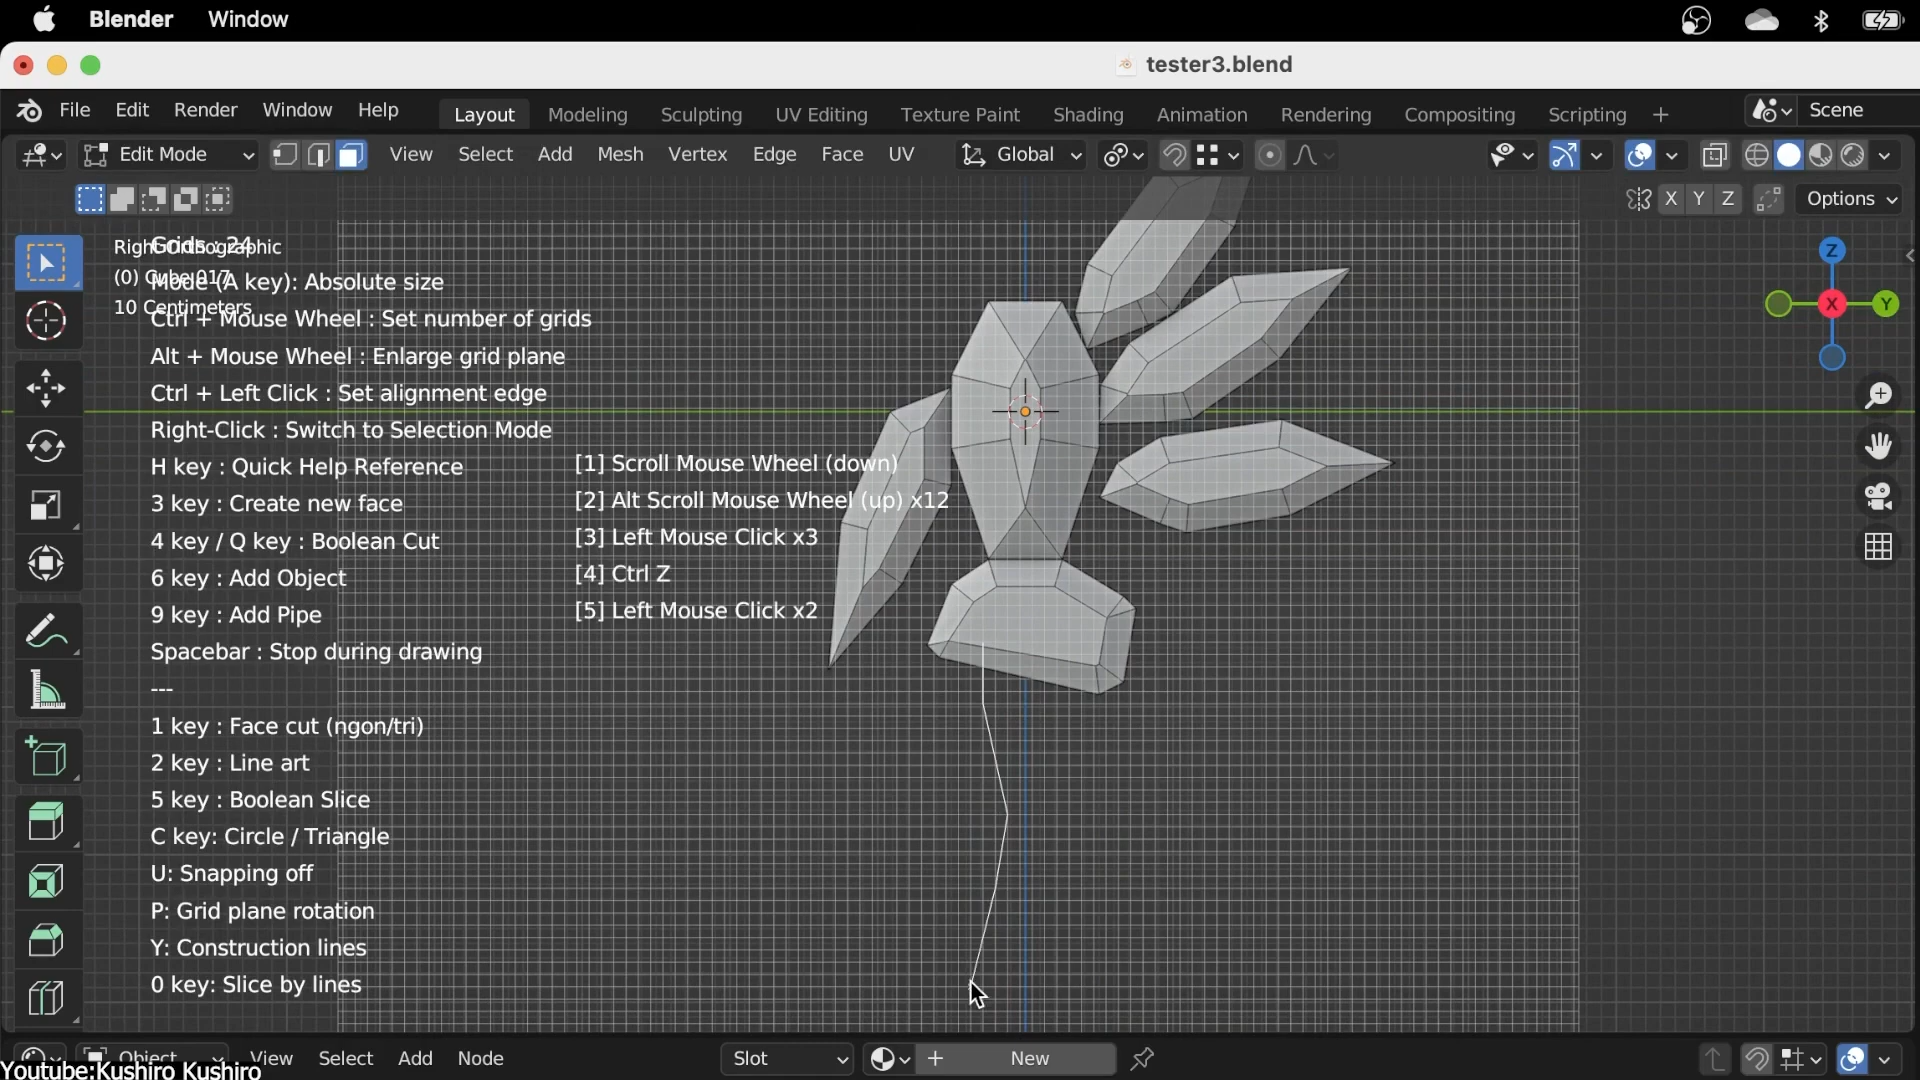 Blender Window
tester3.blend
File Edit Render Window Help Layout Modeling Sculpting UV Editing Texture Paint Shading Animation Rendering Compositing Scripting + Scene
Edit Mode View Select Add Mesh Vertex Edge Face UV Global
X Y Z Options
Right Orthographic
Grids : 24
(0) Cube.017
Mode (A key): Absolute size
10 Centimeters
Ctrl + Mouse Wheel : Set number of grids
Alt + Mouse Wheel : Enlarge grid plane
Ctrl + Left Click : Set alignment edge
Right-Click : Switch to Selection Mode
H key : Quick Help Reference
3 key : Create new face
4 key / Q key : Boolean Cut
6 key : Add Object
9 key : Add Pipe
Spacebar : Stop during drawing
---
1 key : Face cut (ngon/tri)
2 key : Line art
5 key : Boolean Slice
C key: Circle / Triangle
U: Snapping off
P: Grid plane rotation
Y: Construction lines
0 key: Slice by lines
[1] Scroll Mouse Wheel (down)
[2] Alt Scroll Mouse Wheel (up) x12
[3] Left Mouse Click x3
[4] Ctrl Z
[5] Left Mouse Click x2
Z
X
Y
Object View Select Add Node Slot + New
Youtube:Kushiro Kushiro